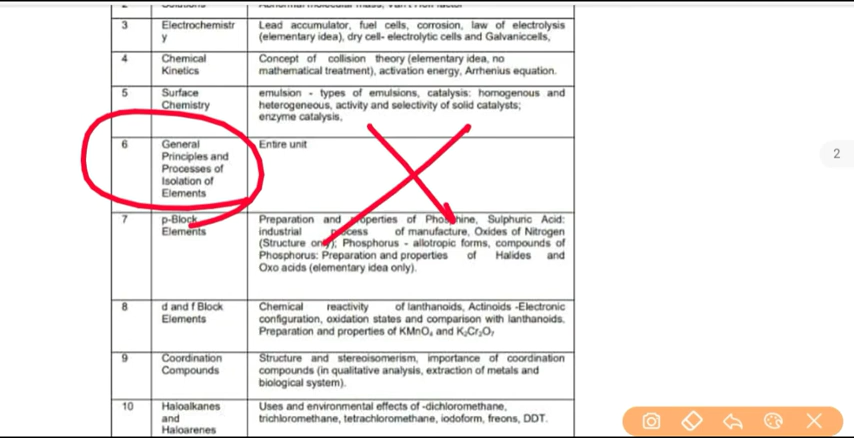 3 Electrochemistr Lead accumulator, fuel cells, corrosion, law of electrolysis
y (elementary idea), dry cell- electrolytic cells and Galvaniccells,
4 Chemical Concept of collision theory (elementary idea, no
Kinetics mathematical treatment), activation energy, Arrhenius equation.
5 Surface emulsion - types of emulsions, catalysis: homogenous and
Chemistry heterogeneous, activity and selectivity of solid catalysts;
enzyme catalysis,
6 General Entire unit
Principles and
Processes of
Isolation of
Elements
7 p-Block Preparation and properties of Phosphine, Sulphuric Acid:
Elements industrial process of manufacture, Oxides of Nitrogen
(Structure only); Phosphorus - allotropic forms, compounds of
Phosphorus: Preparation and properties of Halides and
Oxo acids (elementary idea only).
8 d and f Block Chemical reactivity of lanthanoids, Actinoids -Electronic
Elements configuration, oxidation states and comparison with lanthanoids,
Preparation and properties of KMnO₄ and K₂Cr₂O₇
9 Coordination Structure and stereoisomerism, importance of coordination
Compounds compounds (in qualitative analysis, extraction of metals and
biological system).
10 Haloalkanes Uses and environmental effects of -dichloromethane,
and trichloromethane, tetrachloromethane, iodoform, freons, DDT.
Haloarenes
2